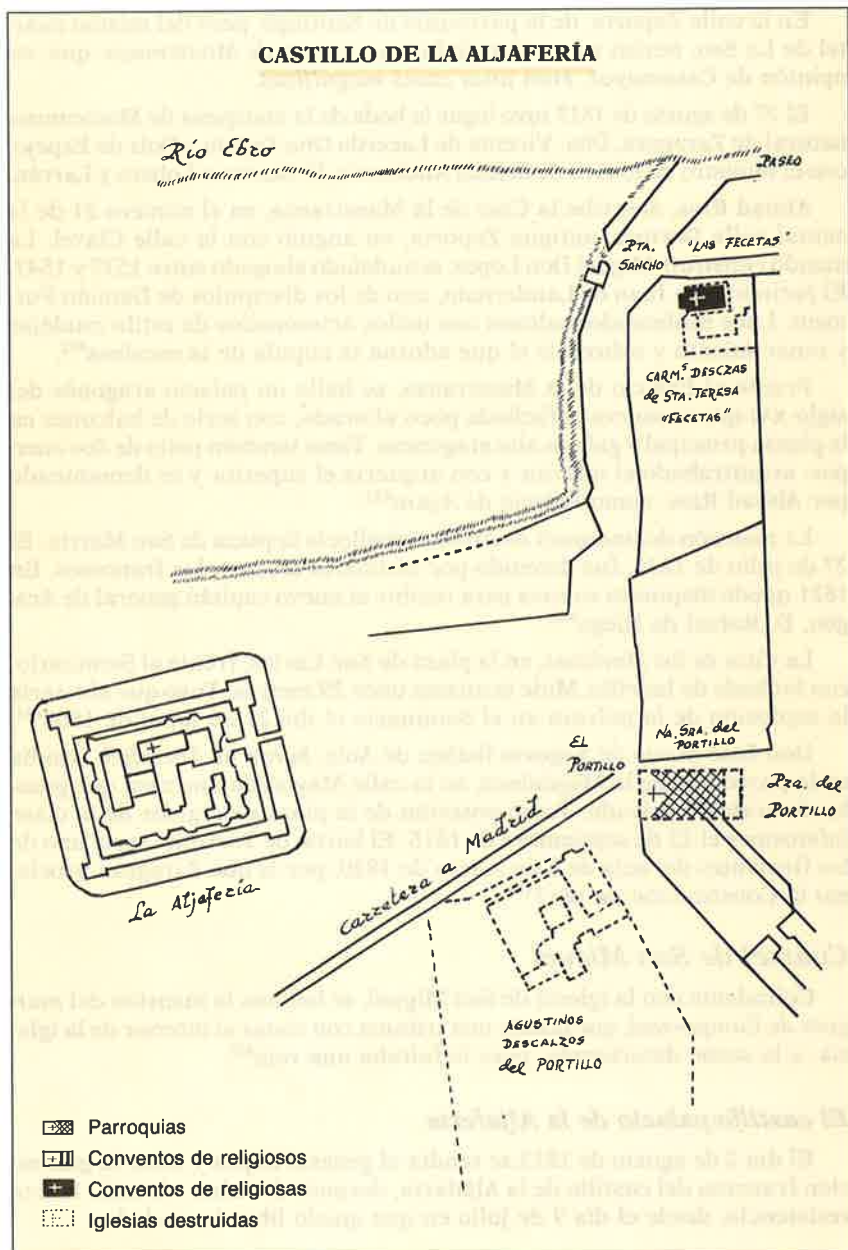 CASTILLO DE LA ALJAFERÍA
Río Ebro
PASEO
PTA.
SANCHO
"LAS FECETAS"
CARM.S DESCZAS
de STA. TERESA
"FECETAS"
NA. SRA. del
PORTILLO
EL
PORTILLO
Pza. del
PORTILLO
Carretera a Madrid
La Aljafería
AGUSTINOS
DESCALZOS
del PORTILLO
Parroquias
Conventos de religiosos
Conventos de religiosas
Iglesias destruidas